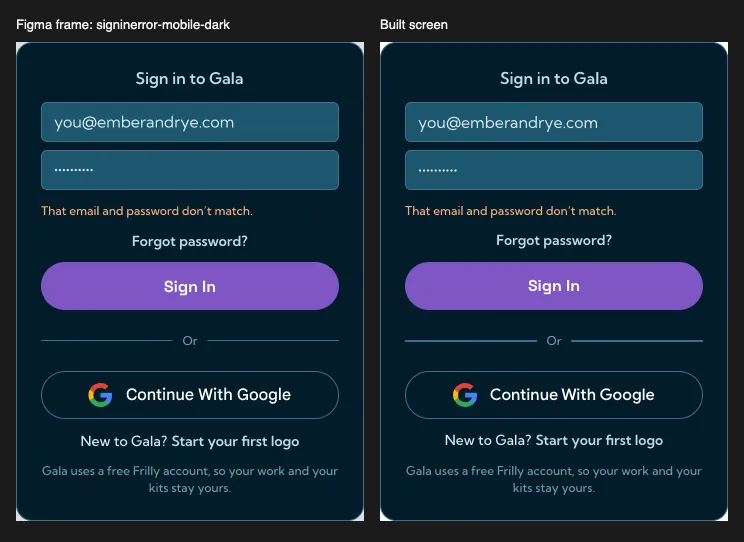 Figma frame: signinerror-mobile-dark
Sign in to Gala
you@emberandrye.com
••••••••••
That email and password don't match.
Forgot password?
Sign In
Or
Continue With Google
New to Gala? Start your first logo
Gala uses a free Frilly account, so your work and your
kits stay yours.
Built screen
Sign in to Gala
you@emberandrye.com
••••••••••
That email and password don't match.
Forgot password?
Sign In
Or
Continue With Google
New to Gala? Start your first logo
Gala uses a free Frilly account, so your work and your
kits stay yours.